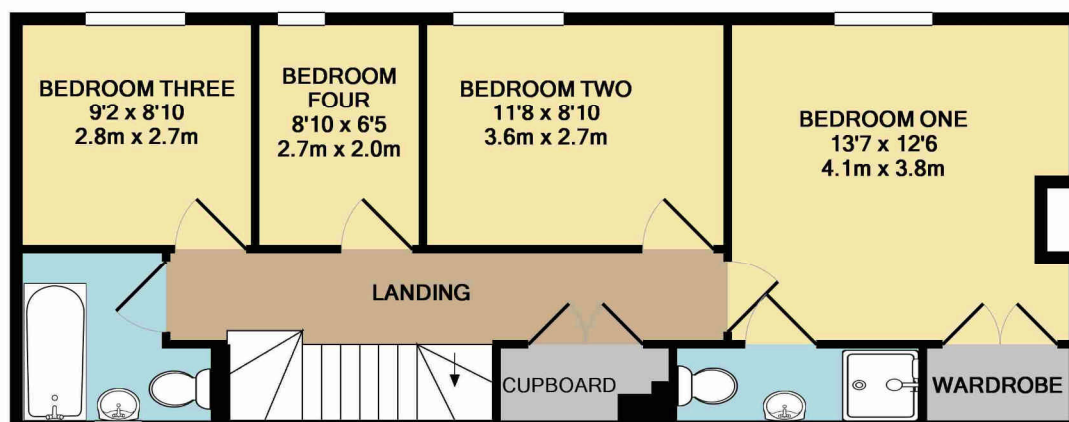 BEDROOM THREE
9'2 x 8'10
2.8m x 2.7m
BEDROOM
FOUR
8'10 x 6'5
2.7m x 2.0m
BEDROOM TWO
11'8 x 8'10
3.6m x 2.7m
BEDROOM ONE
13'7 x 12'6
4.1m x 3.8m
LANDING
CUPBOARD
WARDROBE